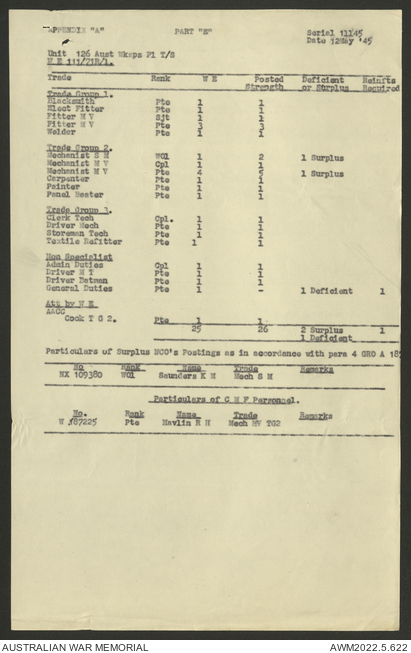 APPENDIX "A" PART "E" Serial 11145
Date 12May '45
Unit 126 Aust Wksps Pl T/S
W E 111/71R/1.
Trade Rank W E Posted Strength Deficient or Surplus Reinfts Required
Trade Group 1.
Blacksmith Pte 1 1
Elect Fitter Pte 1 1
Fitter M V Sjt 1 1
Fitter M V Pte 3 3
Welder Pte 1 1
Trade Group 2.
Mechanist S M WO1 1 2 1 Surplus
Mechanist M V Cpl 1 1
Mechanist M V Pte 4 5 1 Surplus
Carpenter Pte 1 1
Painter Pte 1 1
Panel Beater Pte 1 1
Trade Group 3.
Clerk Tech Cpl. 1 1
Driver Mech Pte 1 1
Storeman Tech Pte 1 1
Textile Refitter Pte 1 1
Non Specialist
Admin Duties Cpl 1 1
Driver M T Pte 1 1
Driver Batman Pte 1 1
General Duties Pte 1 - 1 Deficient 1
Att by W E
AACC
Cook T G 2. Pte 1 1
25 26 2 Surplus 1
1 Deficient
Particulars of Surplus NCO's Postings as in accordance with para 4 GRO A
No Rank Name Trade Remarks
NX 109380 WO1 Saunders K M Mech S M
Particulars of C M F Personnel.
No. Rank Name Trade Remarks
W 87225 Pte Mavlin R H Mech MV TG2
AUSTRALIAN WAR MEMORIAL AWM2022.5.622